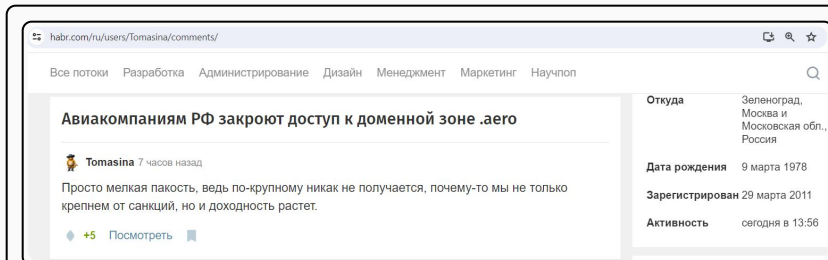 habr.com/ru/users/Tomasina/comments/
Все потоки Разработка Администрирование Дизайн Менеджмент Маркетинг Научпоп
Авиакомпаниям РФ закроют доступ к доменной зоне .aero
Tomasina 7 часов назад
Просто мелкая пакость, ведь по-крупному никак не получается, почему-то мы не только
крепнем от санкций, но и доходность растет.
+5 Посмотреть
Откуда Зеленоград,
Москва и
Московская обл.,
Россия
Дата рождения 9 марта 1978
Зарегистрирован 29 марта 2011
Активность сегодня в 13:56